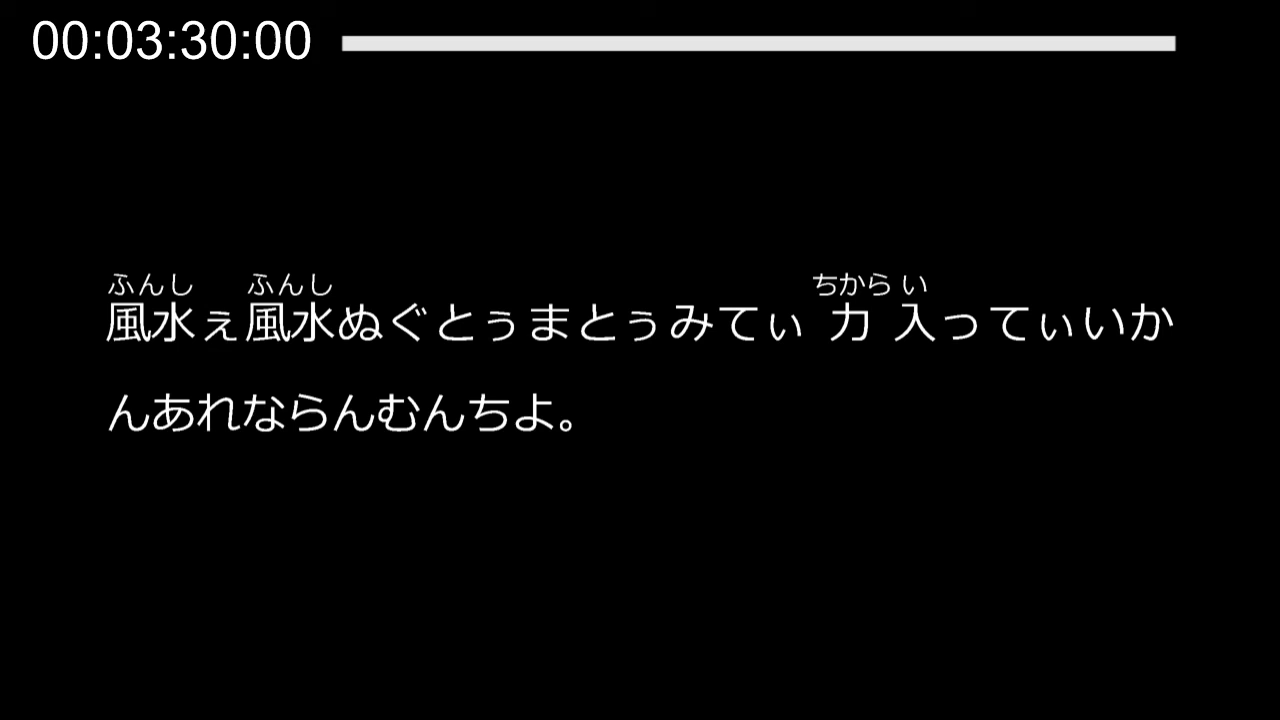 00:03:30:00
ふんし ふんし ちから い
風水ぇ風水ぬぐとぅまとぅみてぃ 力 入ってぃいか
んあれならんむんちよ。